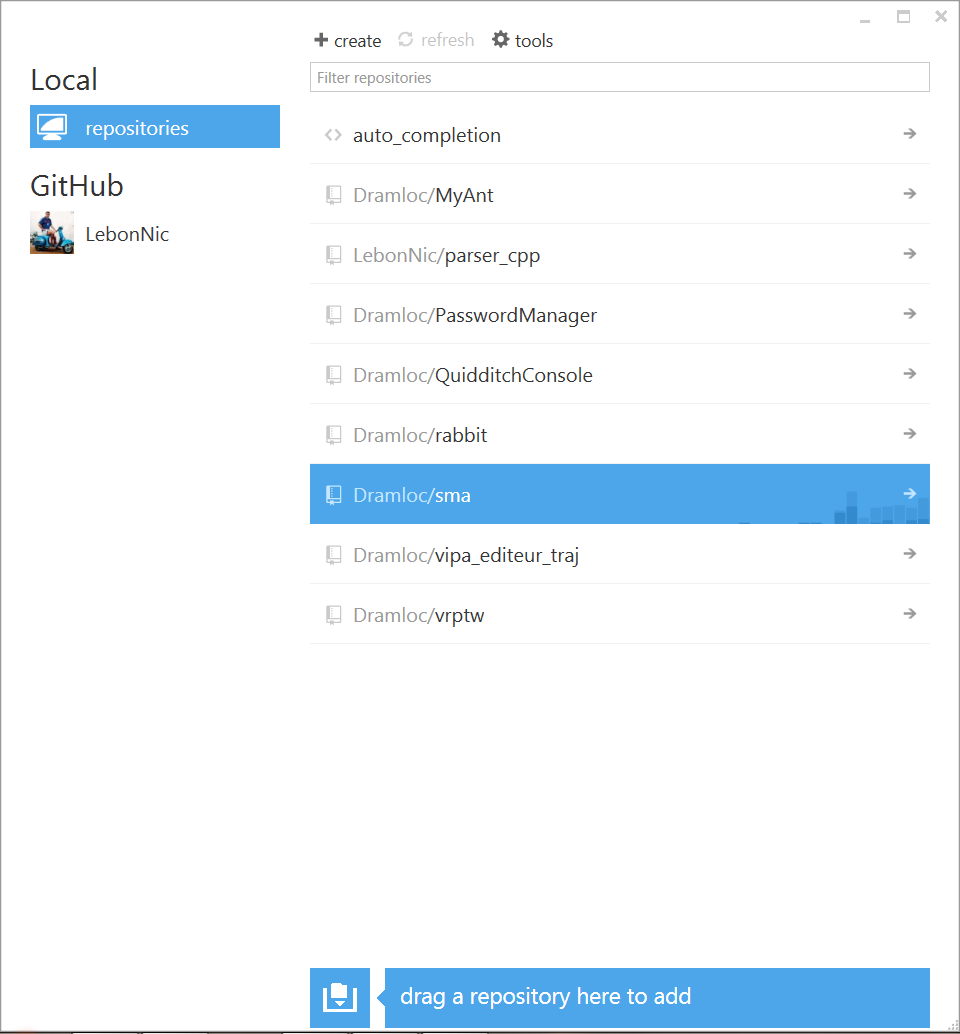 create refresh tools
Local
Filter repositories
repositories
auto_completion
GitHub
LebonNic
Dramloc/MyAnt
LebonNic/parser_cpp
Dramloc/PasswordManager
Dramloc/QuidditchConsole
Dramloc/rabbit
Dramloc/sma
Dramloc/vipa_editeur_traj
Dramloc/vrptw
drag a repository here to add